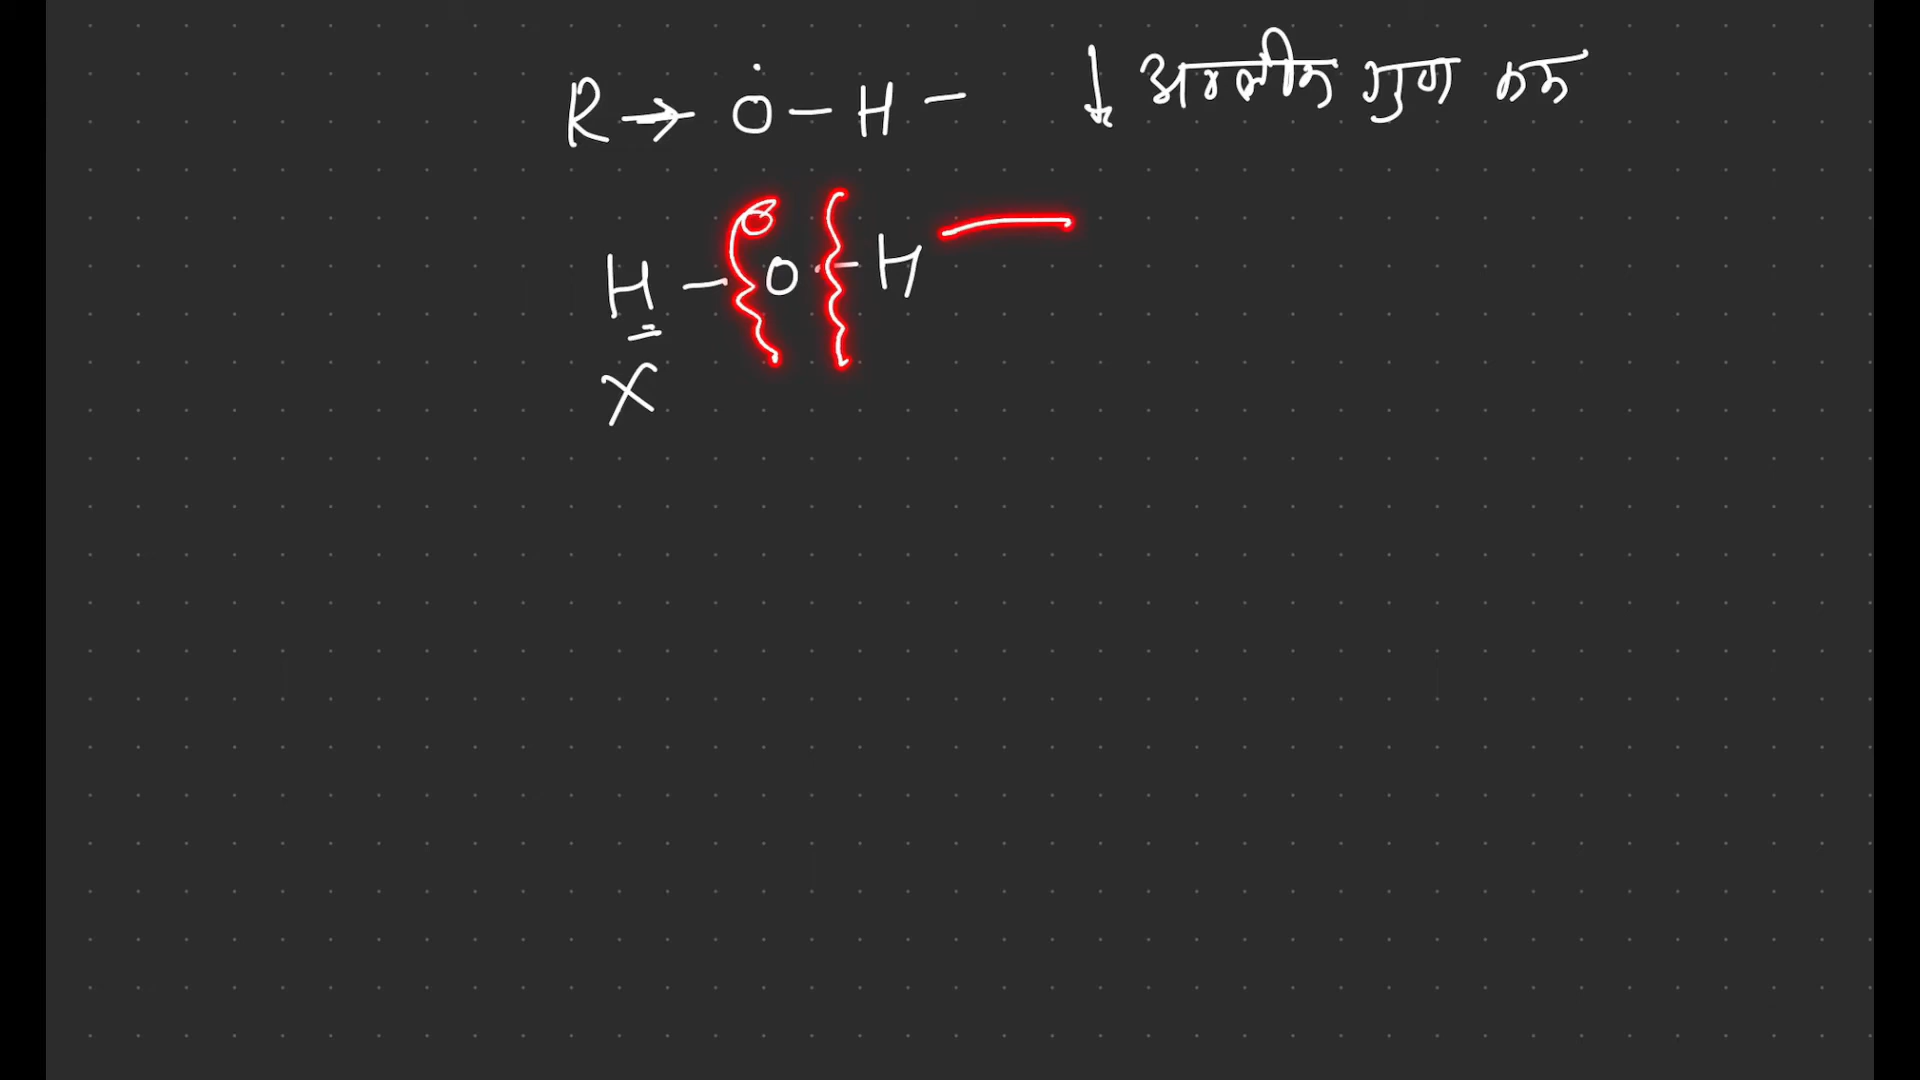 R → O – H – ↓ अम्लीय गुण कम
H – O – H
X